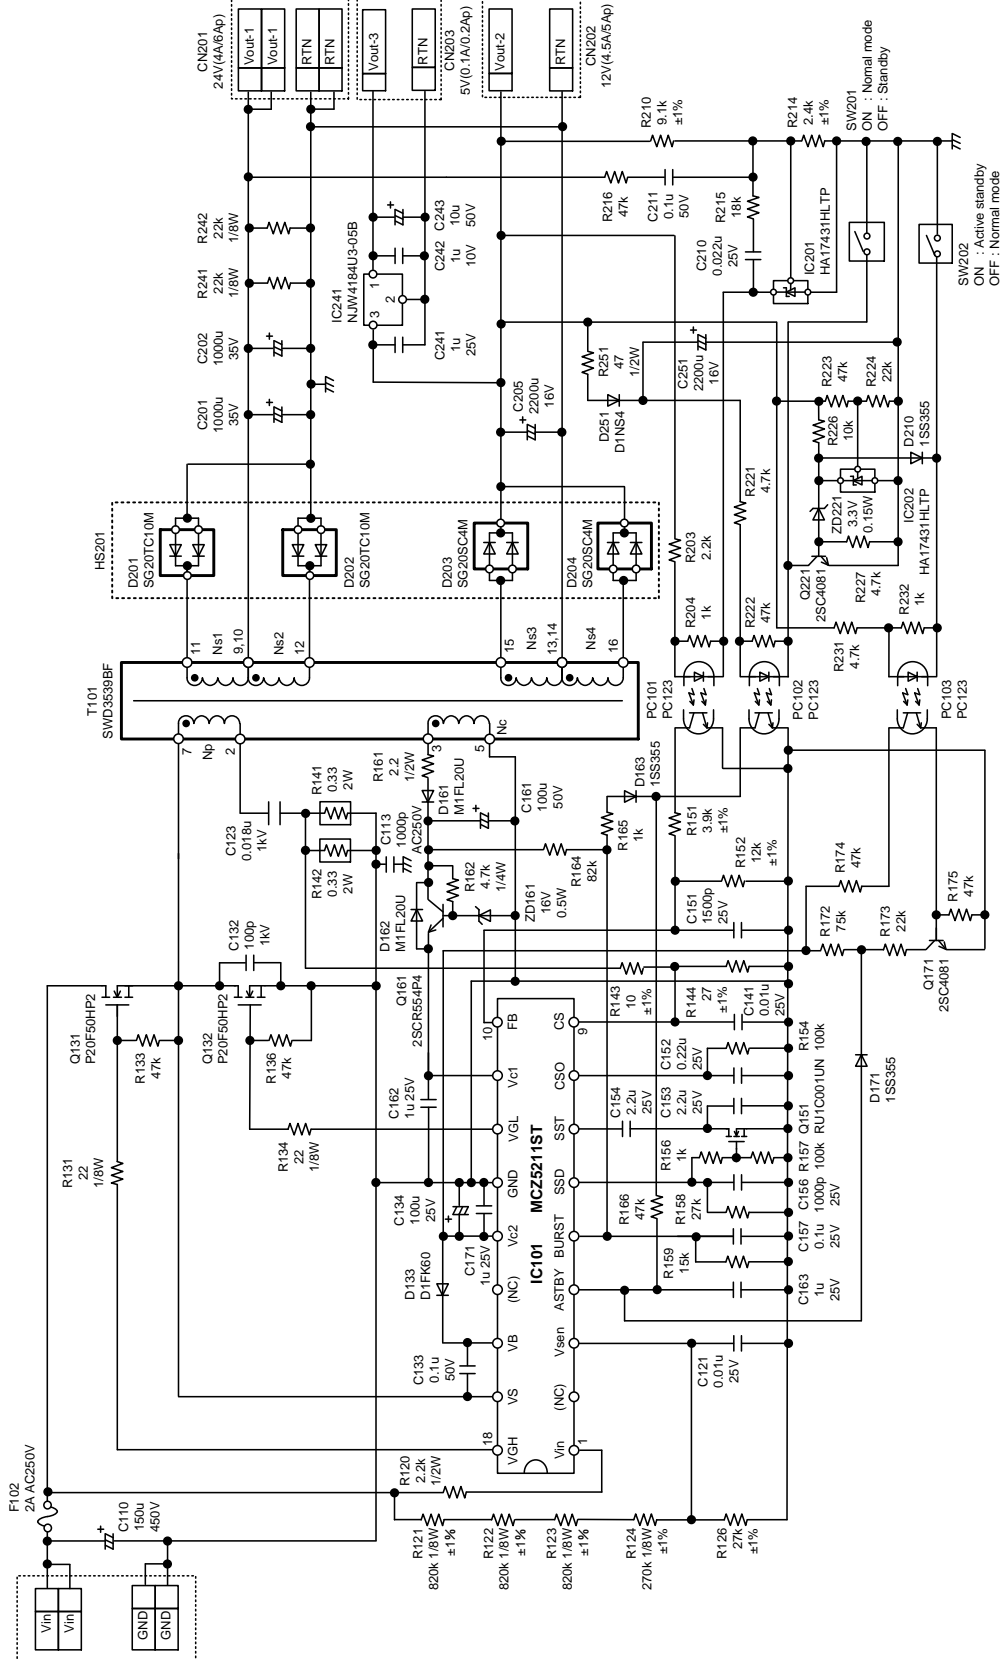 CN201
24V(4A/6Ap)
Vout-1
Vout-1
RTN
RTN
Vout-3
RTN
CN203
5V(0.1A/0.2Ap)
Vout-2
RTN
CN202
12V(4.5A/5Ap)
R242
22k
1/8W
R241
22k
1/8W
C202
1000u
35V
C201
1000u
35V
+
+
IC241
NJW4184U3-05B
1
2
3
C243
10u
50V
+
C242
1u
10V
C241
1u
25V
C205
2200u
16V
+
R210
9.1k
±1%
R214
2.4k
±1%
SW201
ON : Nomal mode
OFF : Standby
R216
47k
C211
0.1u
50V
R215
18k
C210
0.022u
25V
IC201
HA17431HLTP
SW202
ON : Active standby
OFF : Normal mode
R251
47
1/2W
D251
D1NS4
C251
2200u
16V
+
R223
47k
R224
22k
R226
10k
D210
1SS355
ZD221
3.3V
0.15W
IC202
HA17431HLTP
Q221
2SC4081
R227
4.7k
R232
1k
R231
4.7k
R221
4.7k
R222
47k
R203
2.2k
R204
1k
HS201
D201
SG20TC10M
D202
SG20TC10M
D203
SG20SC4M
D204
SG20SC4M
T101
SWD3539BF
11
Ns1
9,10
Ns2
12
15
Ns3
13,14
Ns4
16
7
Np
2
3
Nc
5
PC101
PC123
PC102
PC123
PC103
PC123
R141
0.33
2W
R142
0.33
2W
C123
0.018u
1kV
C113
1000p
AC250V
R161
2.2
1/2W
D161
M1FL20U
C161
100u
50V
+
R162
4.7k
1/4W
ZD161
16V
0.5W
R164
82k
D162
M1FL20U
Q161
2SCR554P4
R165
1k
D163
1SS355
R151
3.9k
±1%
R152
12k
±1%
C151
1500p
25V
R174
47k
R172
75k
R173
22k
R175
47k
Q171
2SC4081
D171
1SS355
C132
100p
1kV
Q131
P20F50HP2
R133
47k
Q132
P20F50HP2
R136
47k
R131
22
1/8W
R134
22
1/8W
C162
1u 25V
C134
100u
25V
+
C171
1u 25V
D133
D1FK60
C133
0.1u
50V
IC101 MCZ5211ST
10
FB
Vc1
VGL
GND
Vc2
(NC)
VB
VS
VGH
18
9
CS
CSO
SST
SSD
BURST
ASTBY
Vsen
(NC)
Vin
1
R143
10
±1%
R144
27
±1%
C141
0.01u
25V
C152
0.22u
25V
R154
100k
C154
2.2u
25V
C153
2.2u
25V
Q151
RU1C001UN
R156
1k
R157
100k
R158
27k
C156
1000p
25V
R166
47k
R159
15k
C157
0.1u
25V
C163
1u
25V
C121
0.01u
25V
F102
2A AC250V
C110
150u
450V
+
Vin
Vin
GND
GND
R120
2.2k
1/2W
R121
820k 1/8W
±1%
R122
820k 1/8W
±1%
R123
820k 1/8W
±1%
R124
270k 1/8W
±1%
R126
27k
±1%